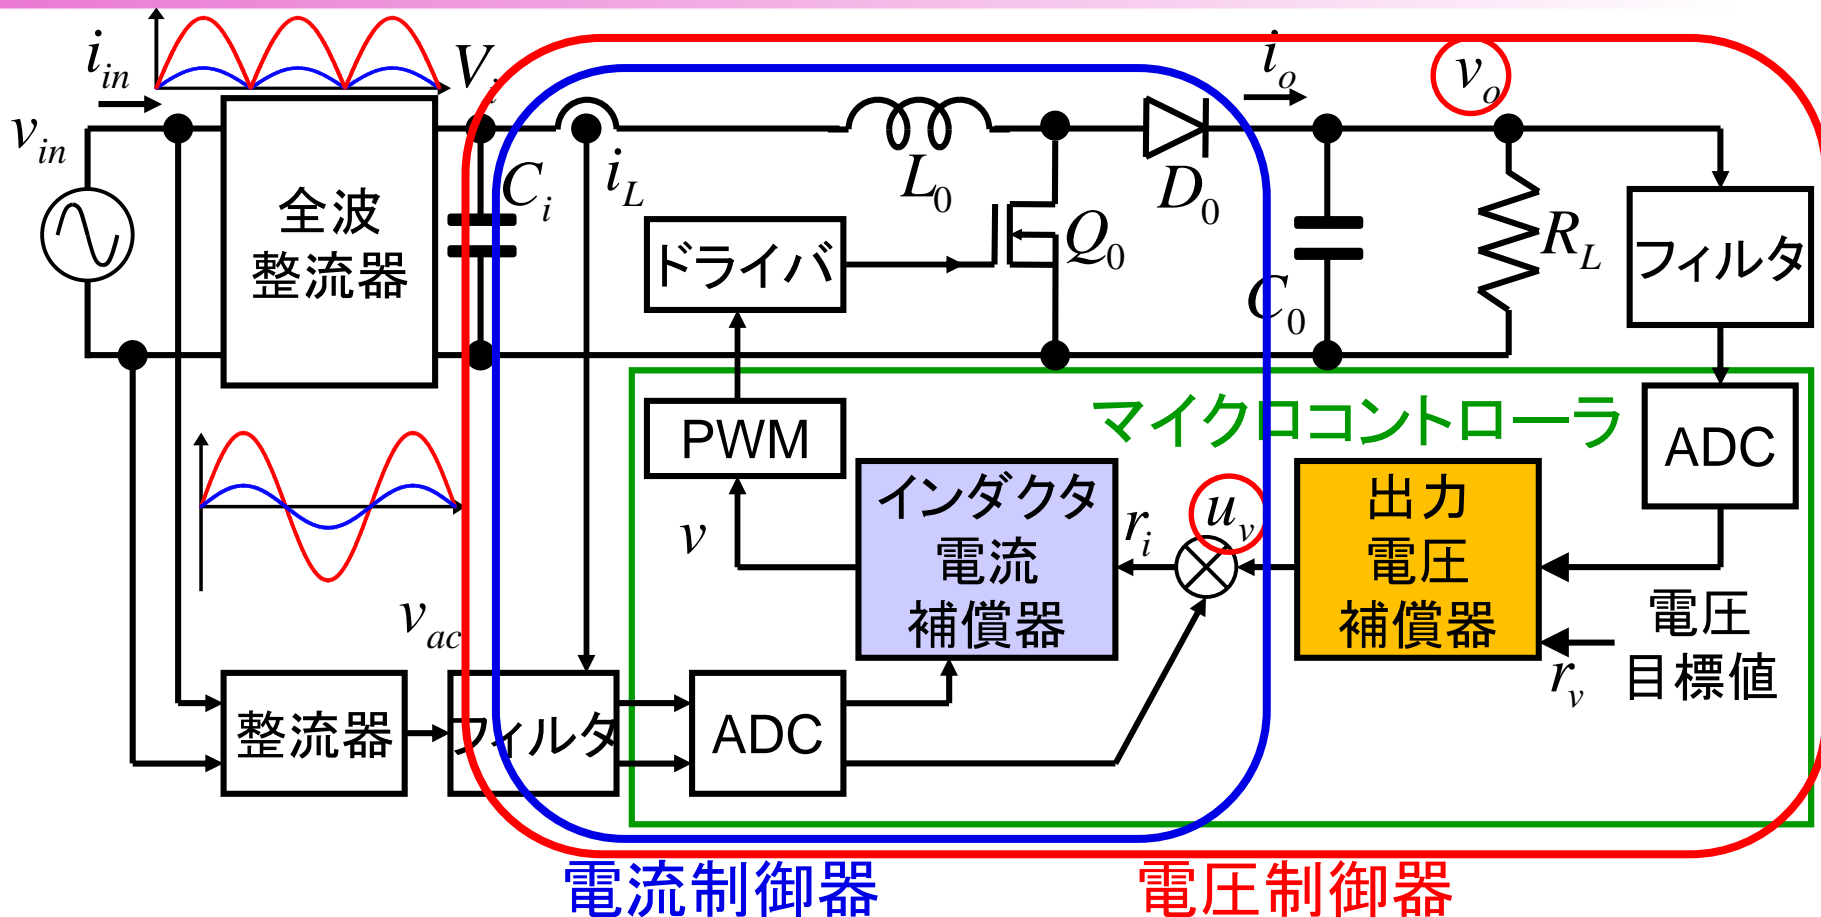 i_in
V_i
i_o
v_o
v_in
全波
整流器
C_i
i_L
L_0
D_0
ドライバ
Q_0
C_0
R_L
フィルタ
PWM
マイクロコントローラ
ADC
v
インダクタ
電流
補償器
r_i
u_v
出力
電圧
補償器
電圧
目標値
r_v
v_ac
整流器
フィルタ
ADC
電流制御器
電圧制御器